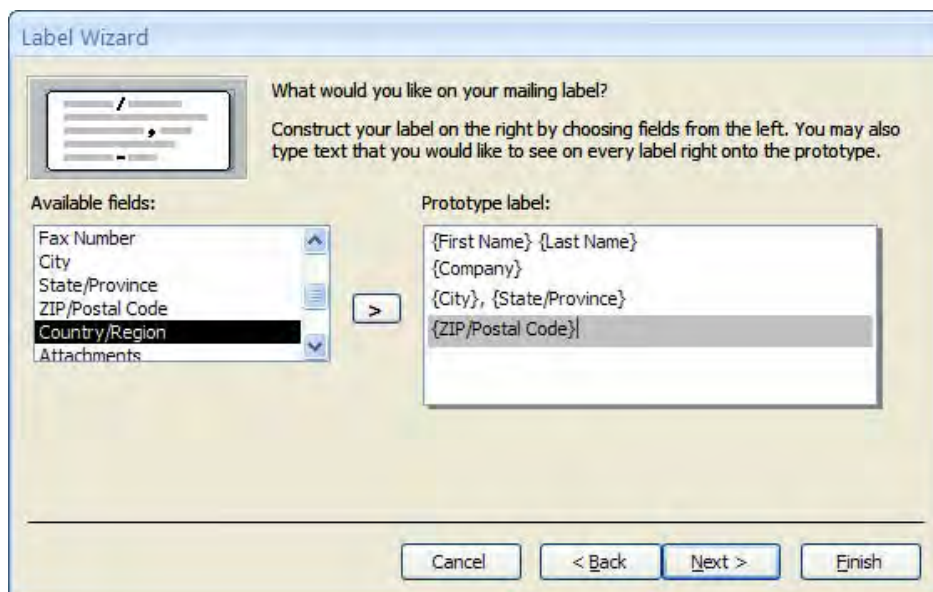 Label Wizard
What would you like on your mailing label?
Construct your label on the right by choosing fields from the left. You may also
type text that you would like to see on every label right onto the prototype.
Available fields:
Fax Number
City
State/Province
ZIP/Postal Code
Country/Region
Attachments
>
Prototype label:
{First Name} {Last Name}
{Company}
{City}, {State/Province}
{ZIP/Postal Code}
Cancel
< Back
Next >
Finish